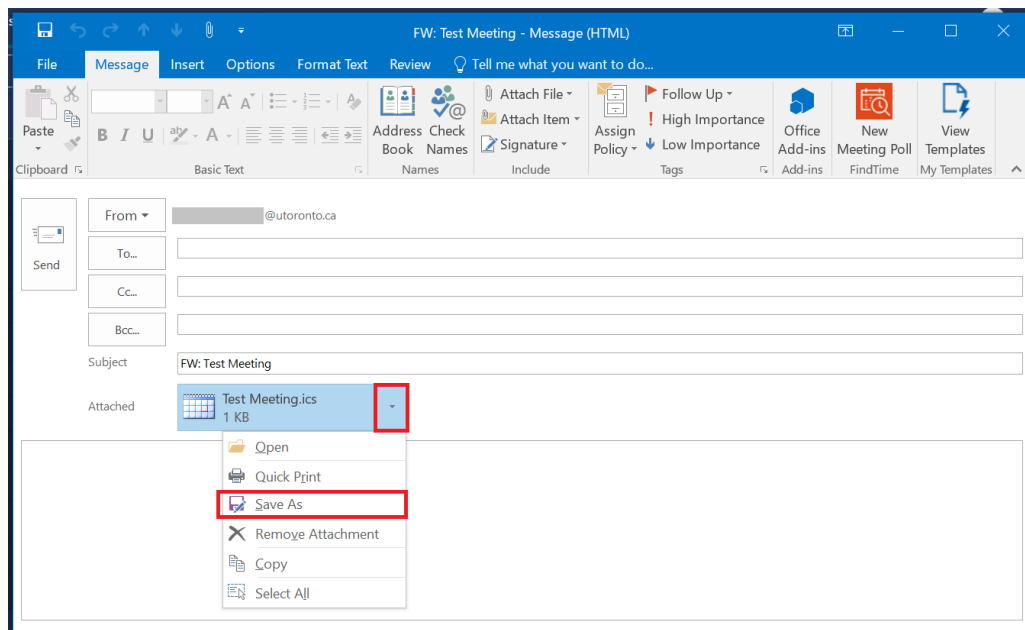 FW: Test Meeting - Message (HTML)
File Message Insert Options Format Text Review Tell me what you want to do...
Paste
Clipboard
B I U
Basic Text
Address Book
Check Names
Names
Attach File
Attach Item
Signature
Include
Assign Policy
Follow Up
High Importance
Low Importance
Tags
Office Add-ins
Add-ins
New Meeting Poll
FindTime
View Templates
My Templates
Send
From
@utoronto.ca
To...
Cc...
Bcc...
Subject
FW: Test Meeting
Attached
Test Meeting.ics
1 KB
Open
Quick Print
Save As
Remove Attachment
Copy
Select All